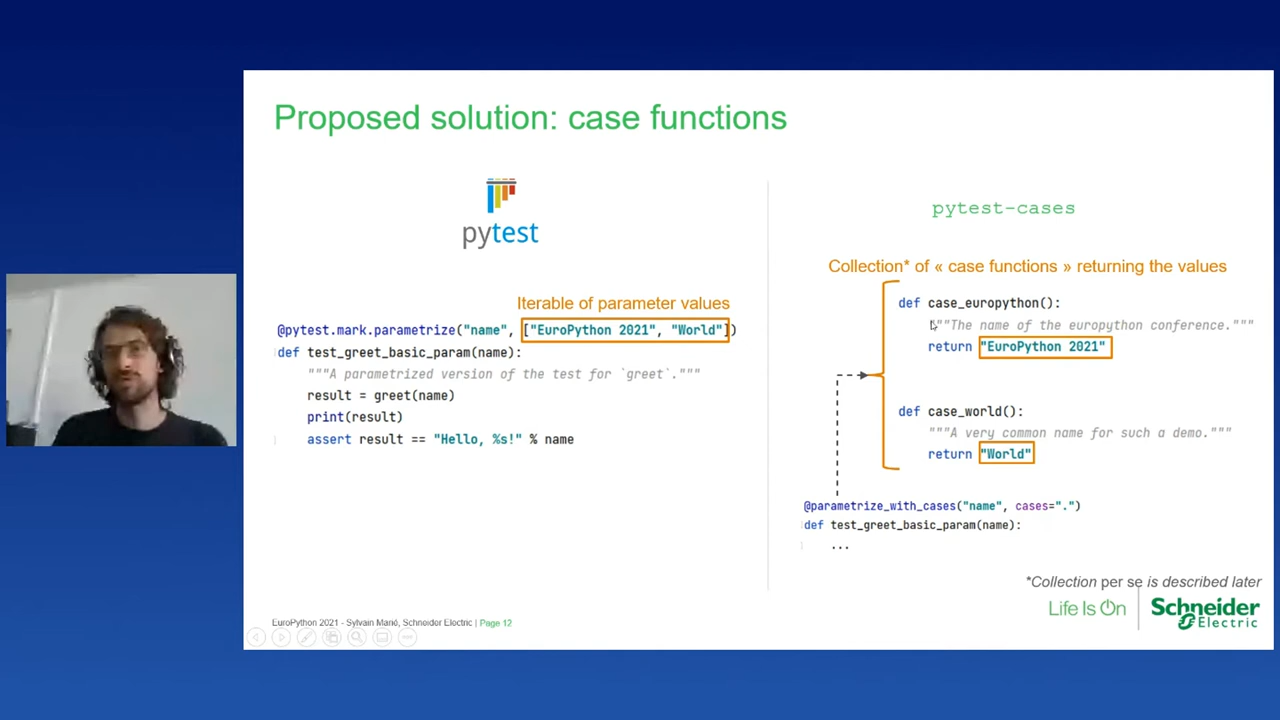 Proposed solution: case functions
pytest
Iterable of parameter values
@pytest.mark.parametrize("name", ["EuroPython 2021", "World"])
def test_greet_basic_param(name):
"""A parametrized version of the test for `greet`."""
result = greet(name)
print(result)
assert result == "Hello, %s!" % name
pytest-cases
Collection* of « case functions » returning the values
def case_europython():
"""The name of the europython conference."""
return "EuroPython 2021"
def case_world():
"""A very common name for such a demo."""
return "World"
@parametrize_with_cases("name", cases=".")
def test_greet_basic_param(name):
...
*Collection per se is described later
Life Is On
Schneider
Electric
EuroPython 2021 - Sylvain Marié, Schneider Electric | Page 12